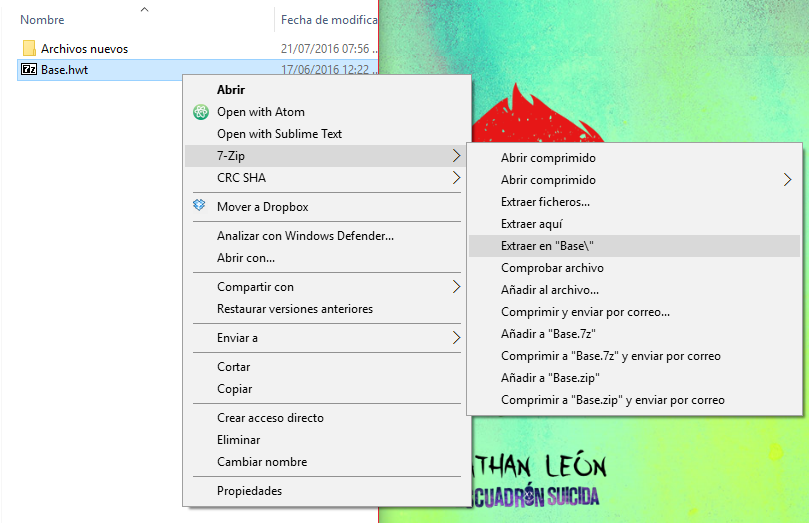 Nombre
Fecha de modifica
Archivos nuevos
21/07/2016 07:56 ...
Base.hwt
17/06/2016 12:22 ...
Abrir
Open with Atom
Open with Sublime Text
7-Zip
CRC SHA
Mover a Dropbox
Analizar con Windows Defender...
Abrir con...
Compartir con
Restaurar versiones anteriores
Enviar a
Cortar
Copiar
Crear acceso directo
Eliminar
Cambiar nombre
Propiedades
Abrir comprimido
Abrir comprimido
Extraer ficheros...
Extraer aquí
Extraer en "Base\"
Comprobar archivo
Añadir al archivo...
Comprimir y enviar por correo...
Añadir a "Base.7z"
Comprimir a "Base.7z" y enviar por correo
Añadir a "Base.zip"
Comprimir a "Base.zip" y enviar por correo
THAN LEÓN
CUADRÓN SUICIDA